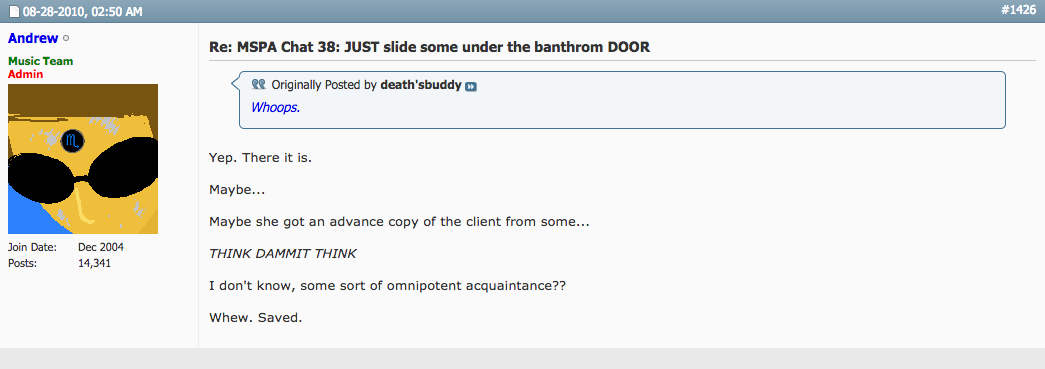 08-28-2010, 02:50 AM #1426
Andrew
Music Team
Admin
♏
Join Date: Dec 2004
Posts: 14,341
Re: MSPA Chat 38: JUST slide some under the banthrom DOOR
Originally Posted by death'sbuddy
Whoops.
Yep. There it is.
Maybe...
Maybe she got an advance copy of the client from some...
THINK DAMMIT THINK
I don't know, some sort of omnipotent acquaintance??
Whew. Saved.